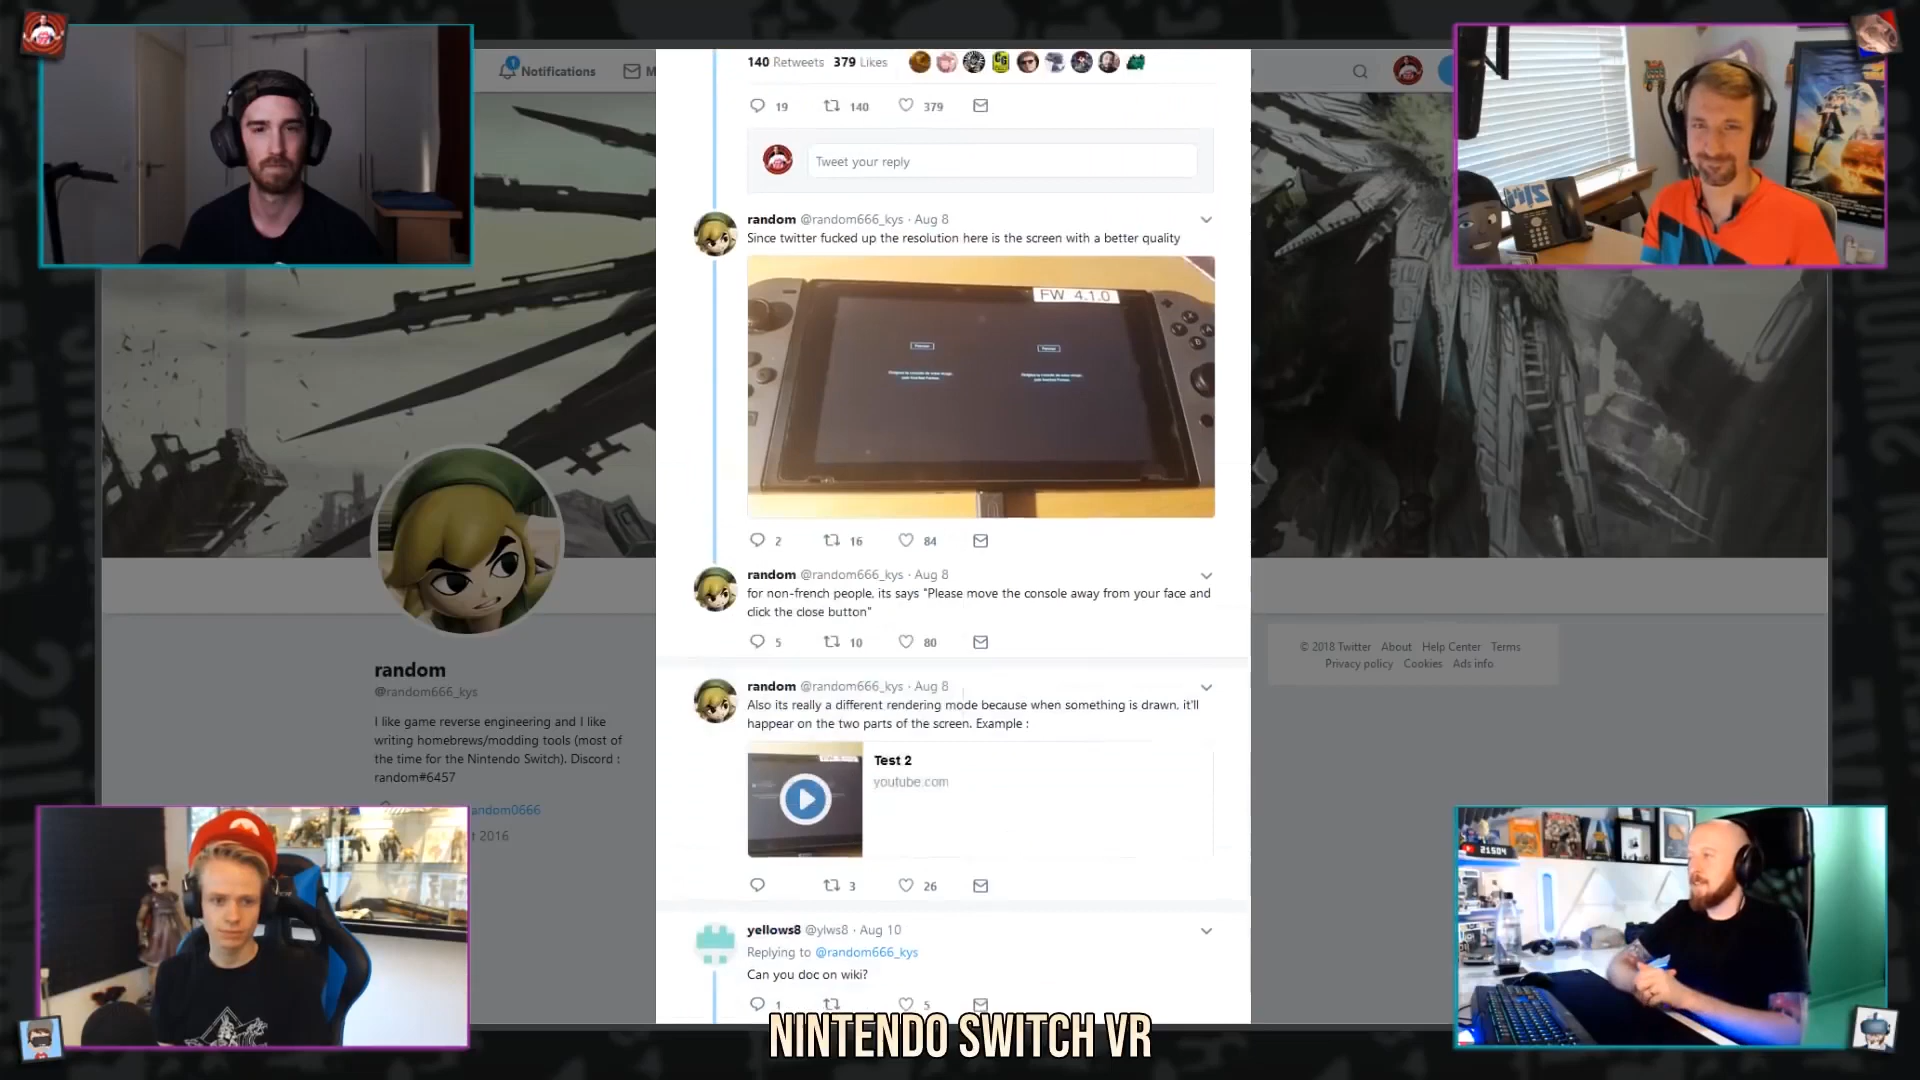 Notifications
M
140 Retweets 379 Likes
19 140 379
Tweet your reply
random @random666_kys · Aug 8
Since twitter fucked up the resolution here is the screen with a better quality
FW 4.1.0
2 16 84
random @random666_kys · Aug 8
for non-french people, its says "Please move the console away from your face and
click the close button"
5 10 80
random @random666_kys · Aug 8
Also its really a different rendering mode because when something is drawn, it'll
happear on the two parts of the screen. Example :
Test 2
youtube.com
3 26
yellows8 @ylws8 · Aug 10
Replying to @random666_kys
Can you doc on wiki?
1 5
random
@random666_kys
I like game reverse engineering and I like
writing homebrews/modding tools (most of
the time for the Nintendo Switch). Discord :
random#6457
andom0666
t 2016
© 2018 Twitter About Help Center Terms
Privacy policy Cookies Ads info
21504
NINTENDO SWITCH VR